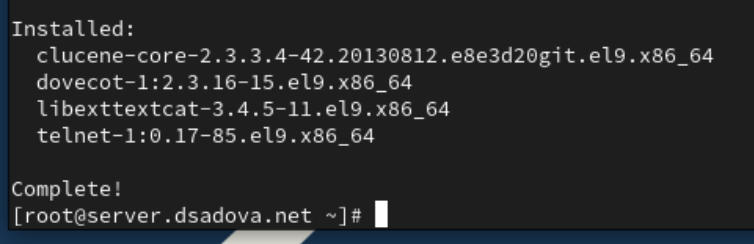 Installed:
clucene-core-2.3.3.4-42.20130812.e8e3d20git.el9.x86_64
dovecot-1:2.3.16-15.el9.x86_64
libexttextcat-3.4.5-11.el9.x86_64
telnet-1:0.17-85.el9.x86_64
Complete!
[root@server.dsadova.net ~]#